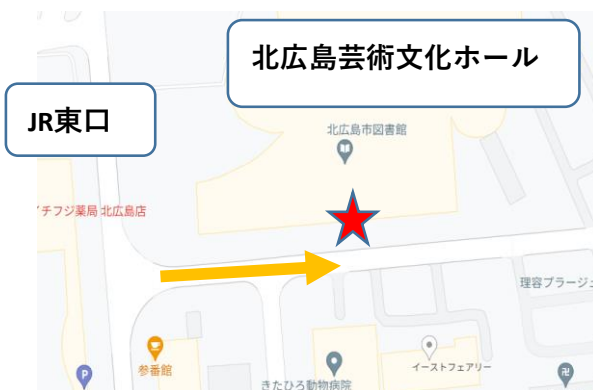 北広島芸術文化ホール
JR東口
北広島市図書館
イチフジ薬局 北広島店
理容プラージュ
参番館
イーストフェアリー
P
きたひろ動物病院
卍